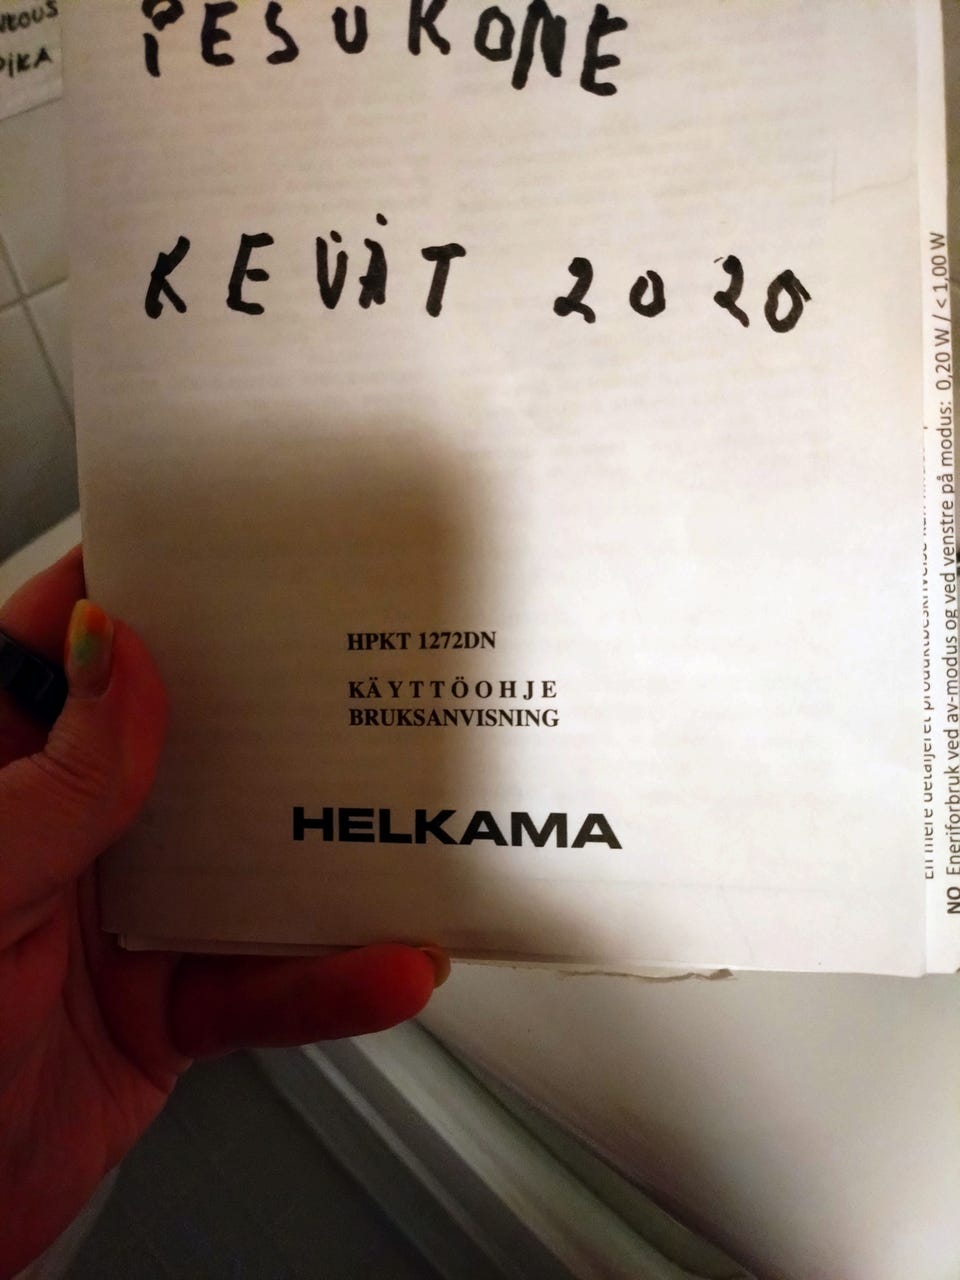 PESUKONE
KEVÄT 2020
HPKT 1272DN
KÄYTTÖOHJE
BRUKSANVISNING
HELKAMA
NO Eneriforbruk ved av-modus og ved venstre på modus: 0,20 W / < 1,00 W